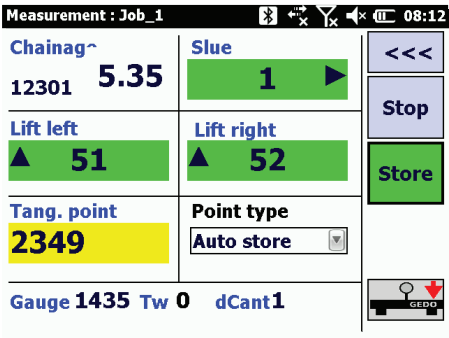 Measurement : Job_1 08:12
Chainag^ Slue <<<
12301 5.35 1
Stop
Lift left Lift right
51 52 Store
Tang. point Point type
2349 Auto store
GEDO
Gauge 1435 Tw 0 dCant 1